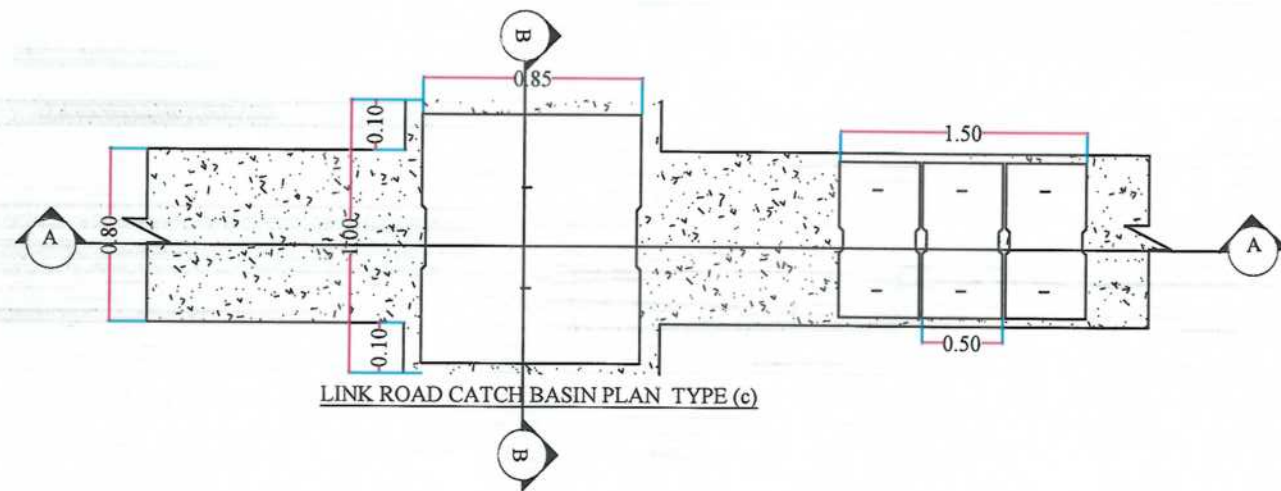 B
0.85
0.10
1.50
A
0.80
1.00
A
0.10
0.50
LINK ROAD CATCH BASIN PLAN TYPE (c)
B